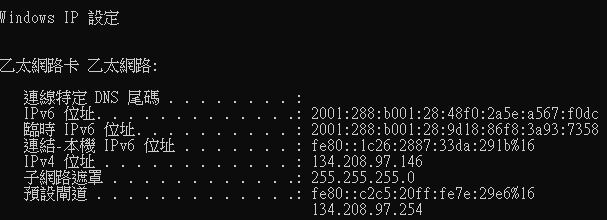 Windows IP 設定
乙太網路卡 乙太網路:
連線特定 DNS 尾碼 . . . . . . . . :
IPv6 位址. . . . . . . . . . . . .: 2001:288:b001:28:48f0:2a5e:a567:f0dc
臨時 IPv6 位址. . . . . . . . . . : 2001:288:b001:28:9d18:86f8:3a93:7358
連結-本機 IPv6 位址 . . . . . . . : fe80::1c26:2887:33da:291b%16
IPv4 位址 . . . . . . . . . . . . : 134.208.97.146
子網路遮罩 . . . . . . . . . . . .: 255.255.255.0
預設閘道 . . . . . . . . . . . . .: fe80::c2c5:20ff:fe7e:29e6%16
134.208.97.254